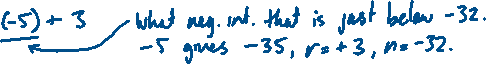 (-5) + 3 What neg. int. that is just below -32.
-5 gives -35, r=+3, n=-32.